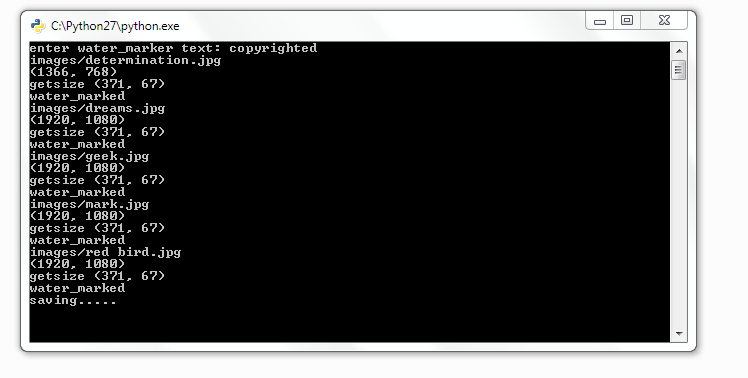 C:\Python27\python.exe
enter water_marker text: copyrighted
images/determination.jpg
(1366, 768)
getsize (371, 67)
water_marked
images/dreams.jpg
(1920, 1080)
getsize (371, 67)
water_marked
images/geek.jpg
(1920, 1080)
getsize (371, 67)
water_marked
images/mark.jpg
(1920, 1080)
getsize (371, 67)
water_marked
images/red bird.jpg
(1920, 1080)
getsize (371, 67)
water_marked
saving.....